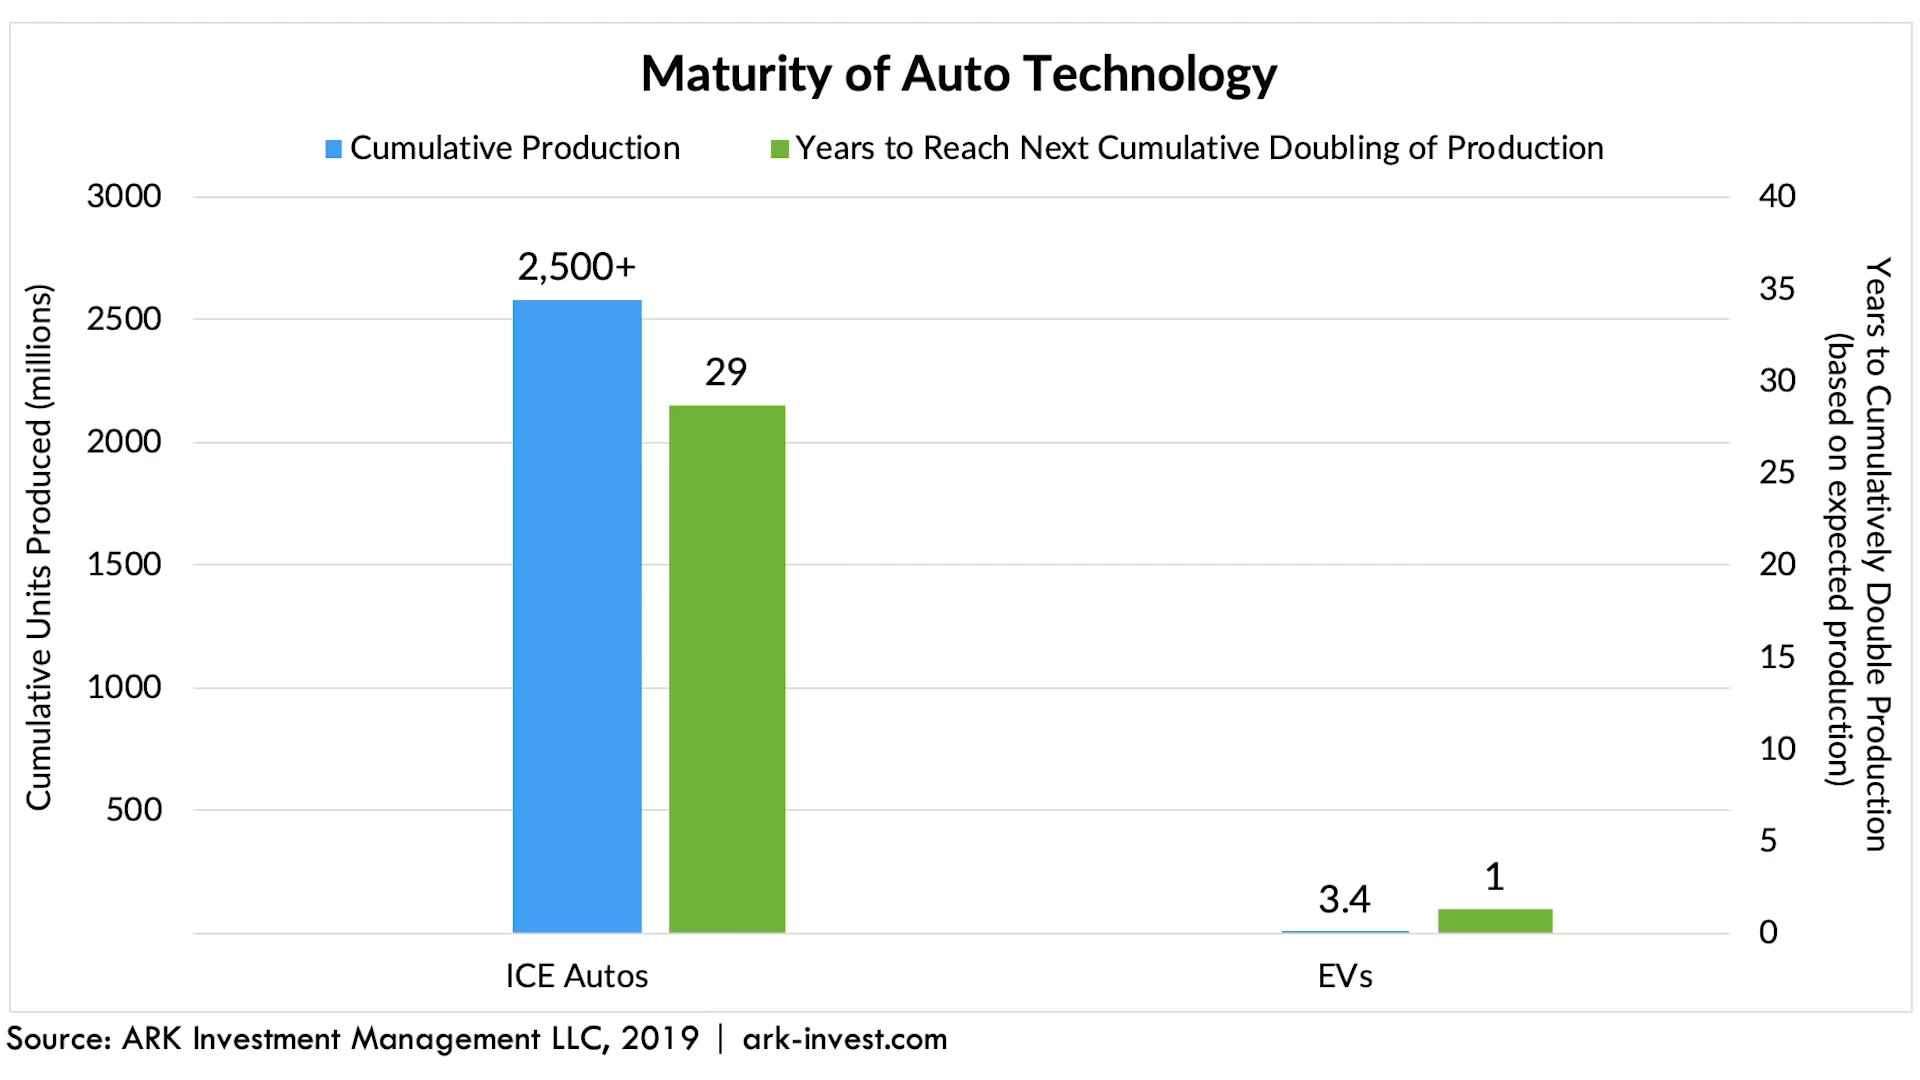 Maturity of Auto Technology
Cumulative Production
Years to Reach Next Cumulative Doubling of Production
Cumulative Units Produced (millions)
3000
2500
2000
1500
1000
500
2,500+
29
3.4
1
ICE Autos
EVs
40
35
30
25
20
15
10
5
0
Years to Cumulatively Double Production
(based on expected production)
Source: ARK Investment Management LLC, 2019 | ark-invest.com